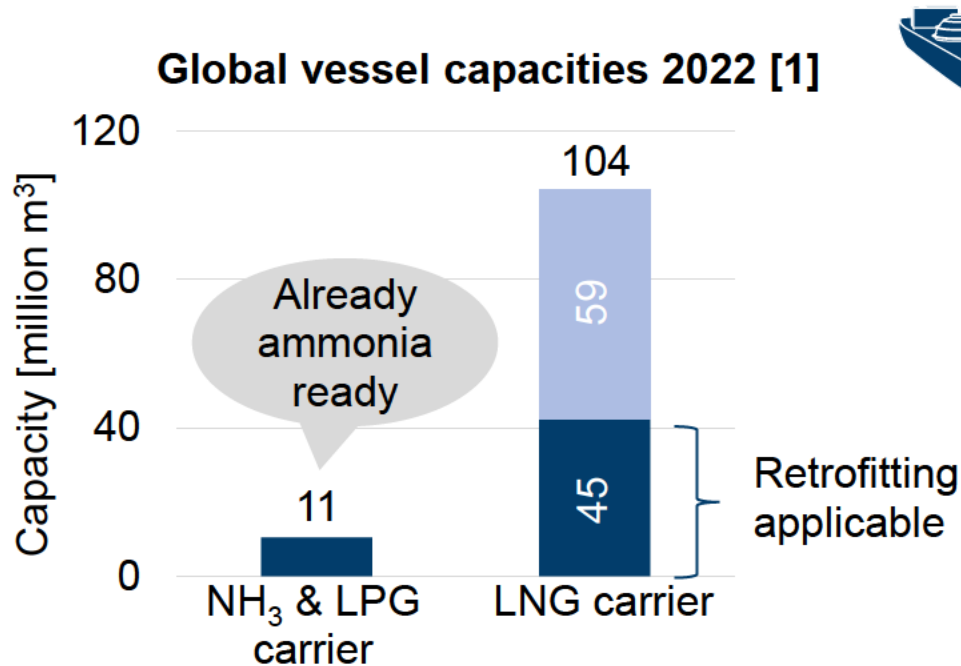 Global vessel capacities 2022 [1]
Capacity [million m³]
120
80
40
0
Already
ammonia
ready
11
104
59
45
Retrofitting
applicable
NH₃ & LPG
carrier
LNG carrier